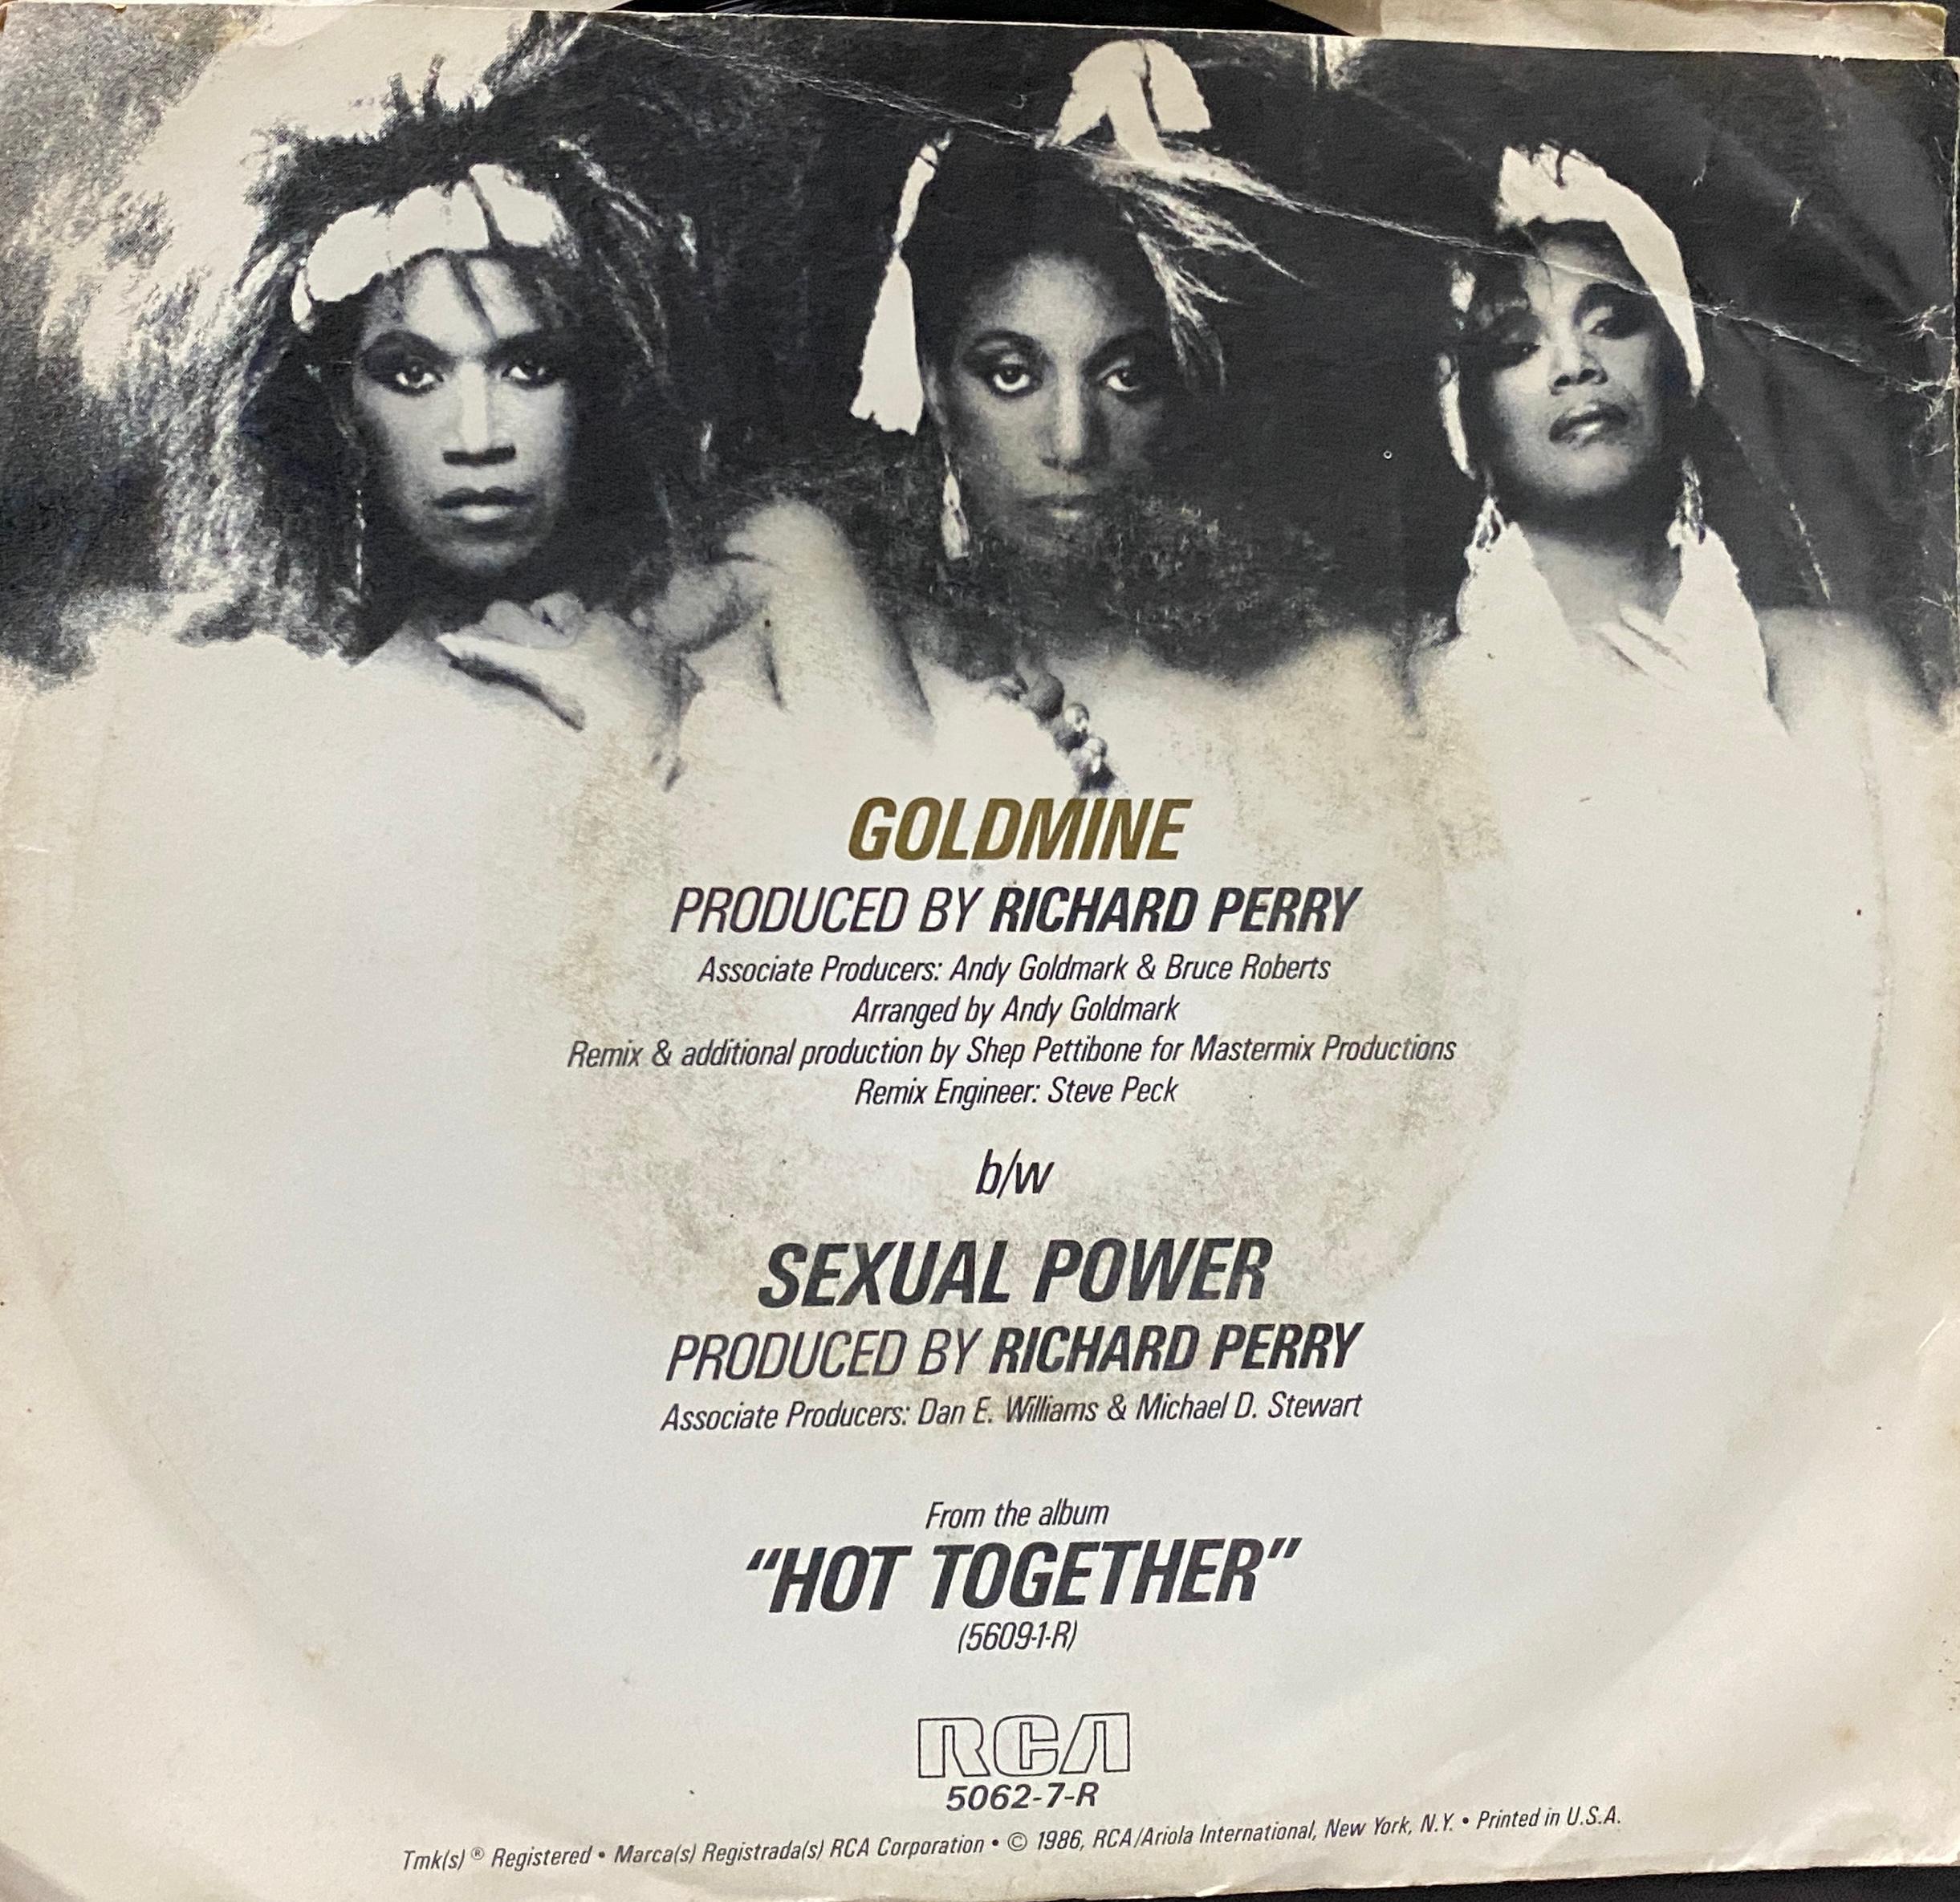 GOLDMINE
PRODUCED BY RICHARD PERRY
Associate Producers: Andy Goldmark & Bruce Roberts
Arranged by Andy Goldmark
Remix & additional production by Shep Pettibone for Mastermix Productions
Remix Engineer: Steve Peck
b/w
SEXUAL POWER
PRODUCED BY RICHARD PERRY
Associate Producers: Dan E. Williams & Michael D. Stewart
From the album
"HOT TOGETHER"
(5609-1-R)
RCA
5062-7-R
Tmk(s) ® Registered • Marca(s) Registrada(s) RCA Corporation • © 1986, RCA/Ariola International, New York, N.Y. • Printed in U.S.A.